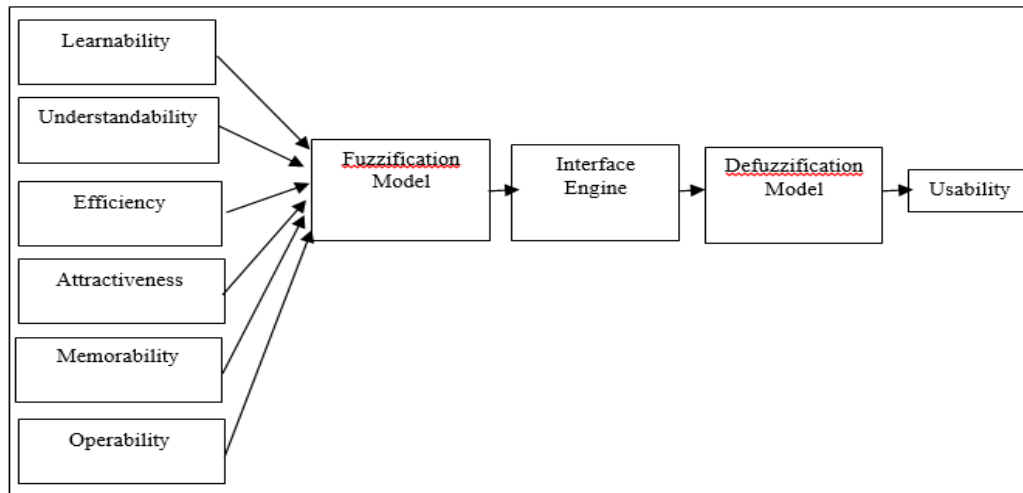 Learnability
Understandability
Efficiency
Attractiveness
Memorability
Operability
Fuzzification
Model
Interface
Engine
Defuzzification
Model
Usability